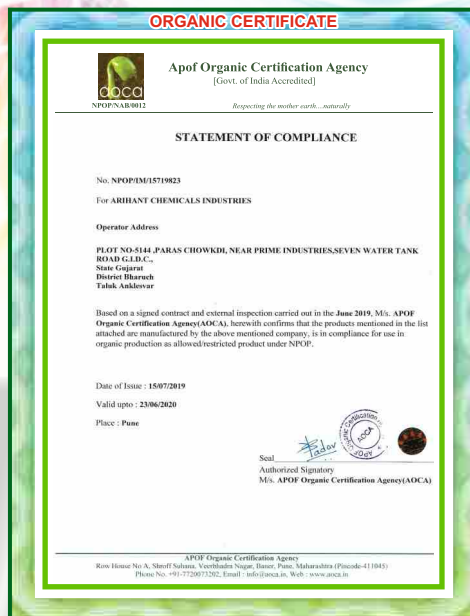 ORGANIC CERTIFICATE
aoca
NPOP/NAB/0012
Apof Organic Certification Agency
[Govt. of India Accredited]
Respecting the mother earth....naturally
STATEMENT OF COMPLIANCE
No. NPOP/IM/15719823
For ARIHANT CHEMICALS INDUSTRIES
Operator Address
PLOT NO-5144 ,PARAS CHOWKDI, NEAR PRIME INDUSTRIES,SEVEN WATER TANK
ROAD G.I.D.C.,
State Gujarat
District Bharuch
Taluk Anklesvar
Based on a signed contract and external inspection carried out in the June 2019, M/s. APOF
Organic Certification Agency(AOCA), herewith confirms that the products mentioned in the list
attached are manufactured by the above mentioned company, is in compliance for use in
organic production as allowed/restricted product under NPOP.
Date of Issue : 15/07/2019
Valid upto : 23/06/2020
Place : Pune
AOCA
Seal
Authorized Signatory
M/s. APOF Organic Certification Agency(AOCA)
APOF Organic Certification Agency
Row House No A, Shroff Suhana, Veerbhadra Nagar, Baner, Pune, Maharashtra (Pincode-411045)
Phone No. +91-7720073202, Email : info@aoca.in, Web : www.aoca.in